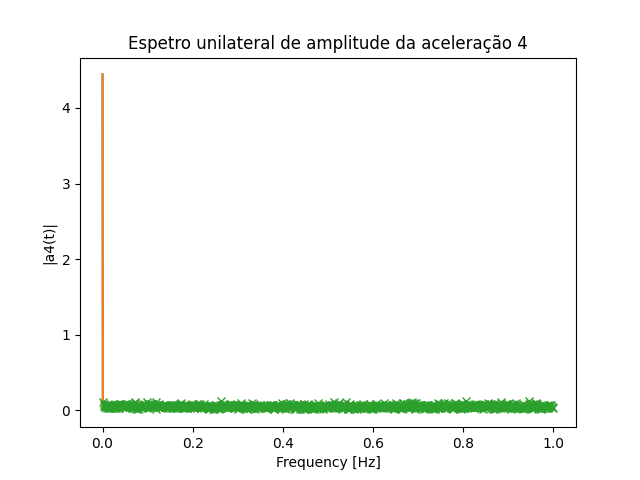 Espetro unilateral de amplitude da aceleração 4
|a4(t)|
4
3
2
1
0
0.0 0.2 0.4 0.6 0.8 1.0
Frequency [Hz]